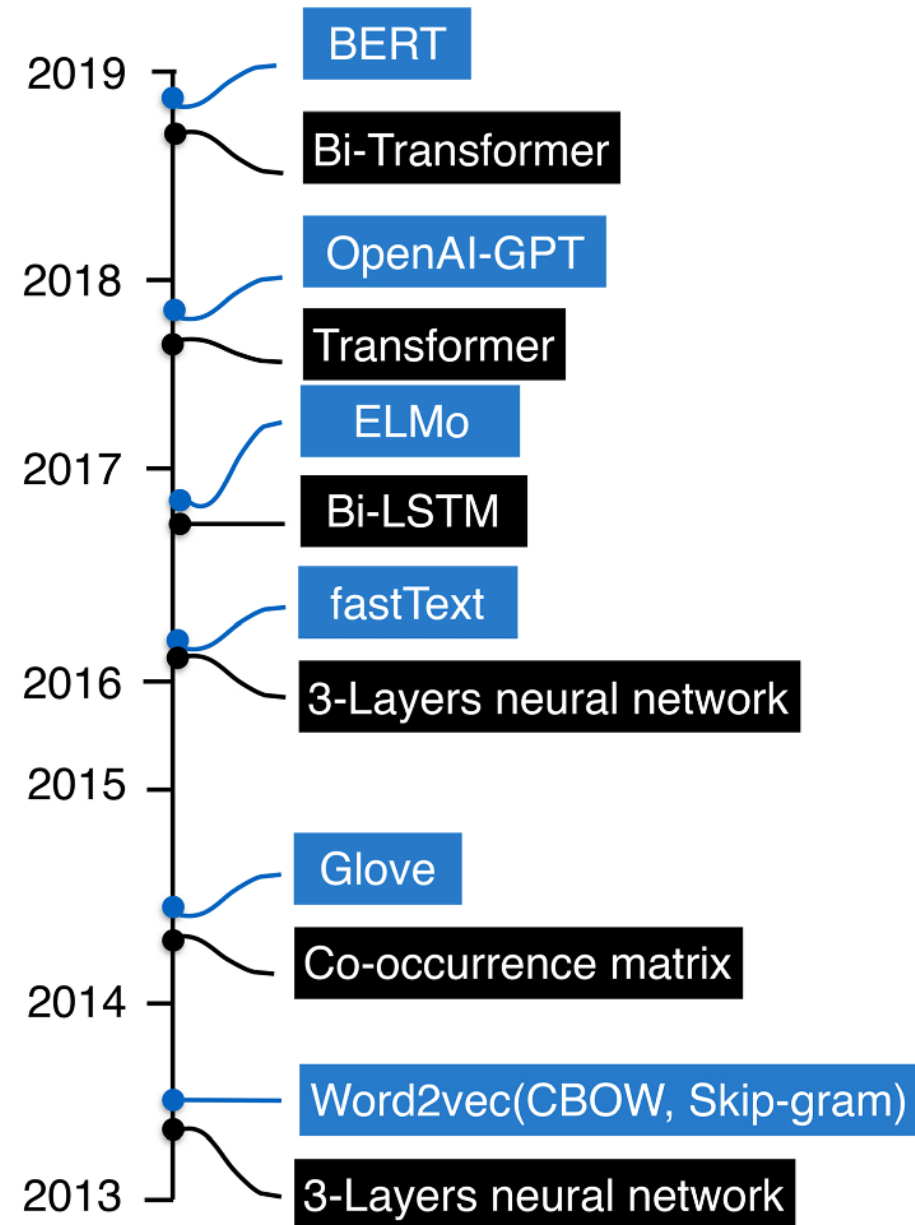 BERT
2019
Bi-Transformer
OpenAI-GPT
2018
Transformer
ELMo
2017
Bi-LSTM
fastText
2016
3-Layers neural network
2015
Glove
Co-occurrence matrix
2014
Word2vec(CBOW, Skip-gram)
3-Layers neural network
2013